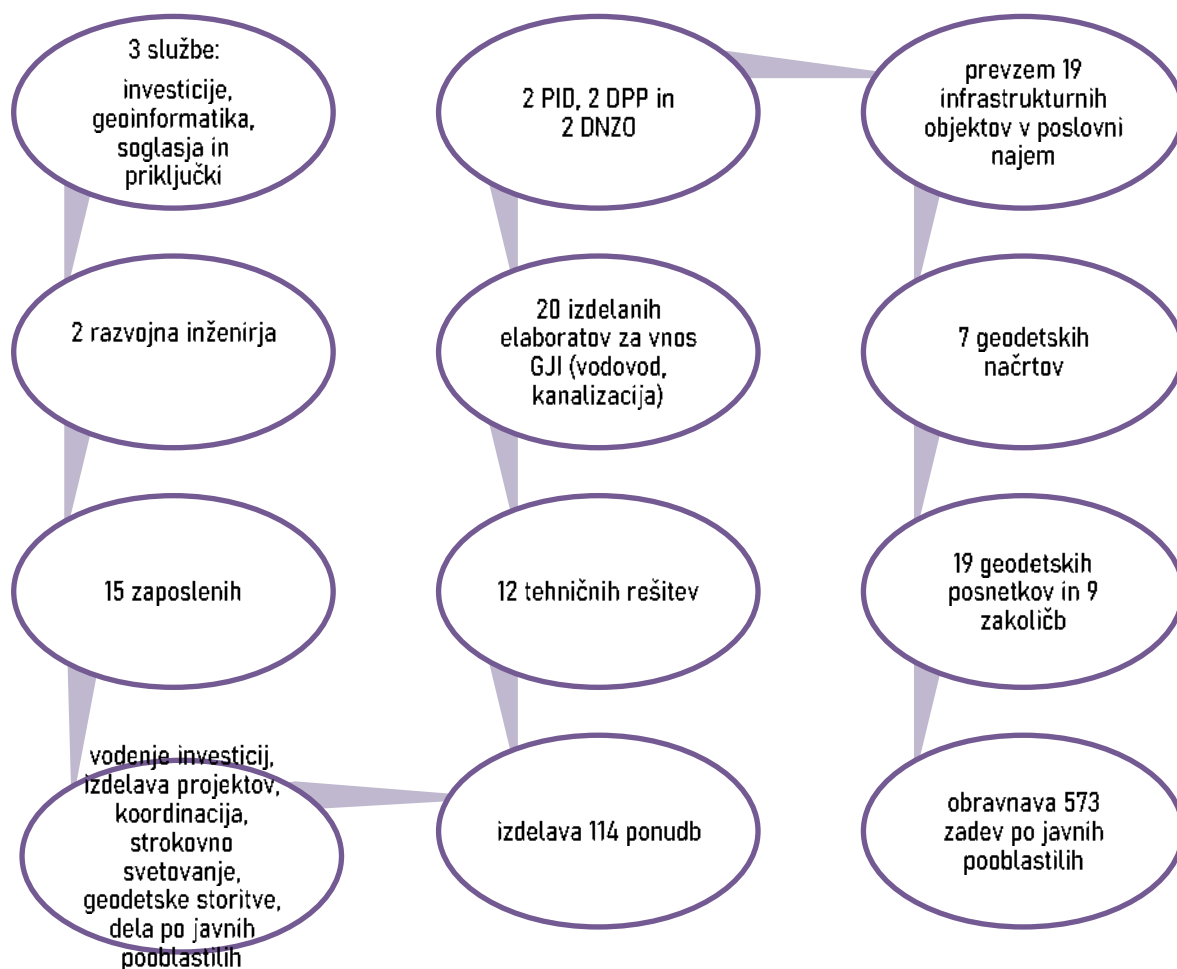 3 službe:
investicije,
geoinformatika,
soglasja in
priključki
2 razvojna inženirja
15 zaposlenih
vodenje investicij,
izdelava projektov,
koordinacija,
strokovno
svetovanje,
geodetske storitve,
dela po javnih
pooblastilih
izdelava 114 ponudb
12 tehničnih rešitev
20 izdelanih
elaboratov za vnos
GJI (vodovod,
kanalizacija)
2 PID, 2 DPP in
2 DNZO
prevzem 19
infrastrukturnih
objektov v poslovni
najem
7 geodetskih
načrtov
19 geodetskih
posnetkov in 9
zakoličb
obravnava 573
zadev po javnih
pooblastilih